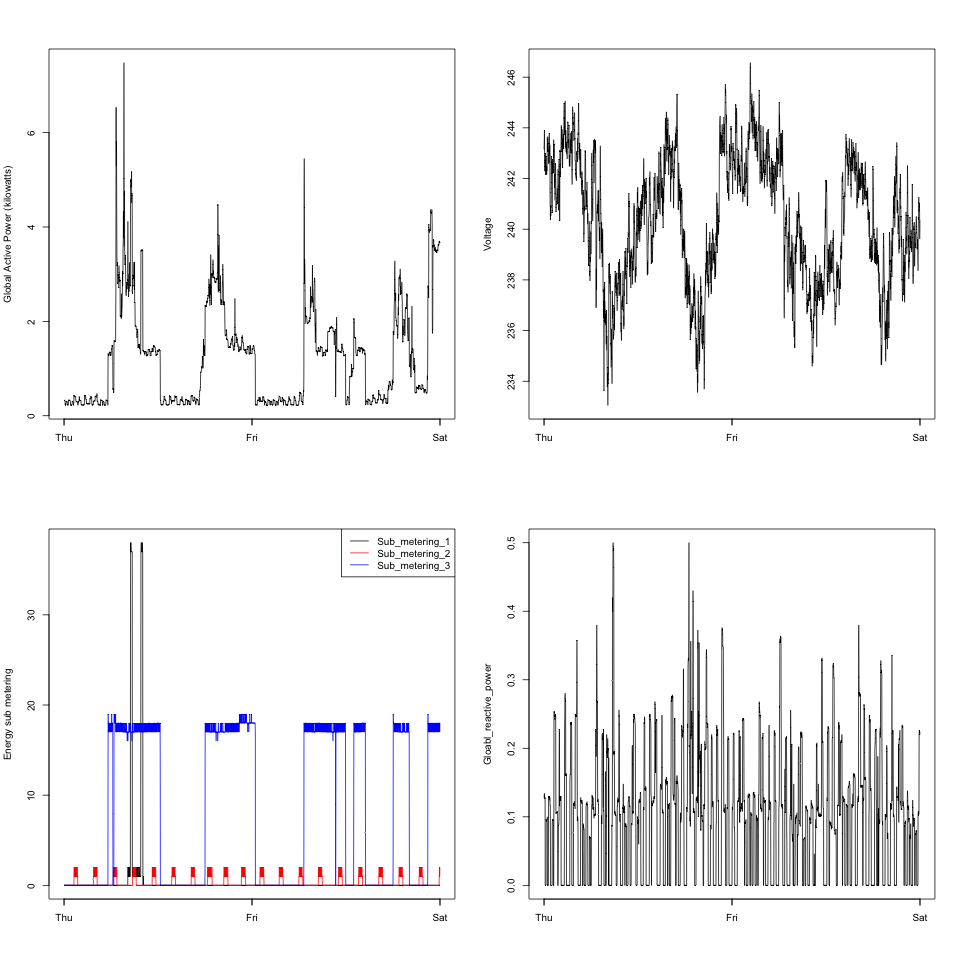 Global Active Power (kilowatts)
6
4
2
0
Thu Fri Sat
Voltage
246
244
242
240
238
236
234
Thu Fri Sat
Energy sub metering
30
20
10
0
Sub_metering_1
Sub_metering_2
Sub_metering_3
Thu Fri Sat
Gloabl_reactive_power
0.5
0.4
0.3
0.2
0.1
0.0
Thu Fri Sat